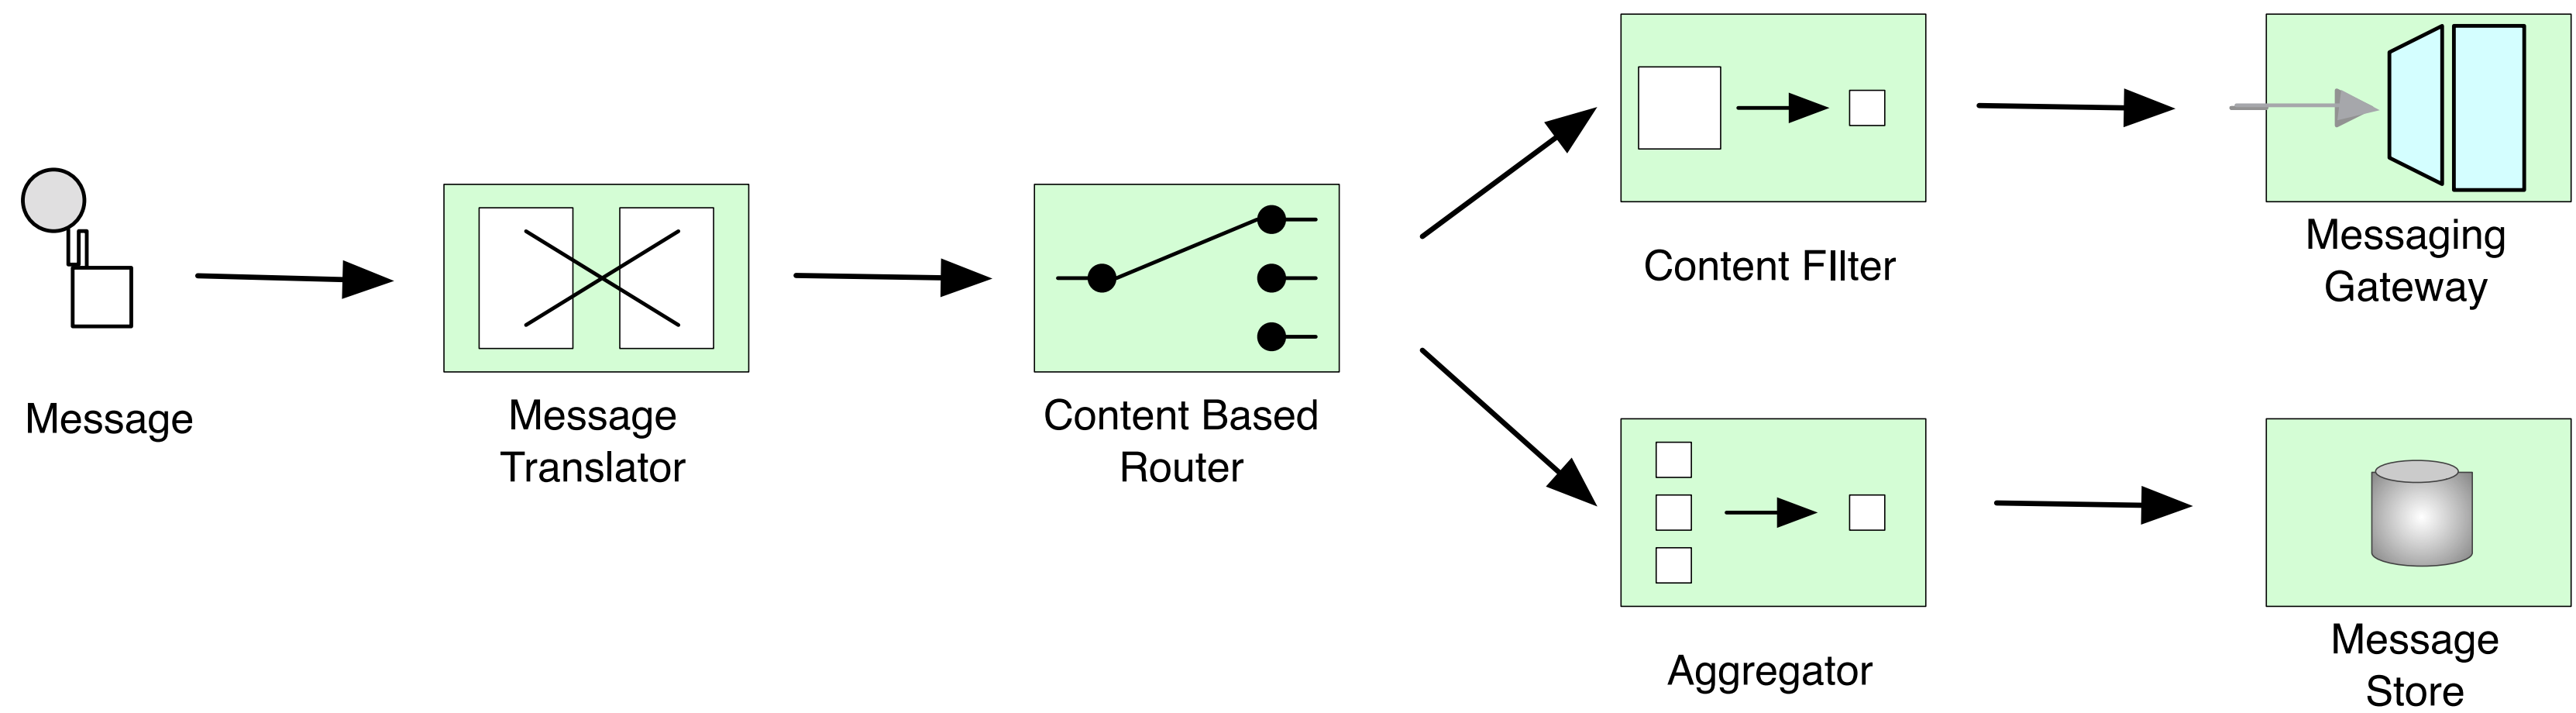 Message
Message
Translator
Content Based
Router
Content FIlter
Messaging
Gateway
Aggregator
Message
Store